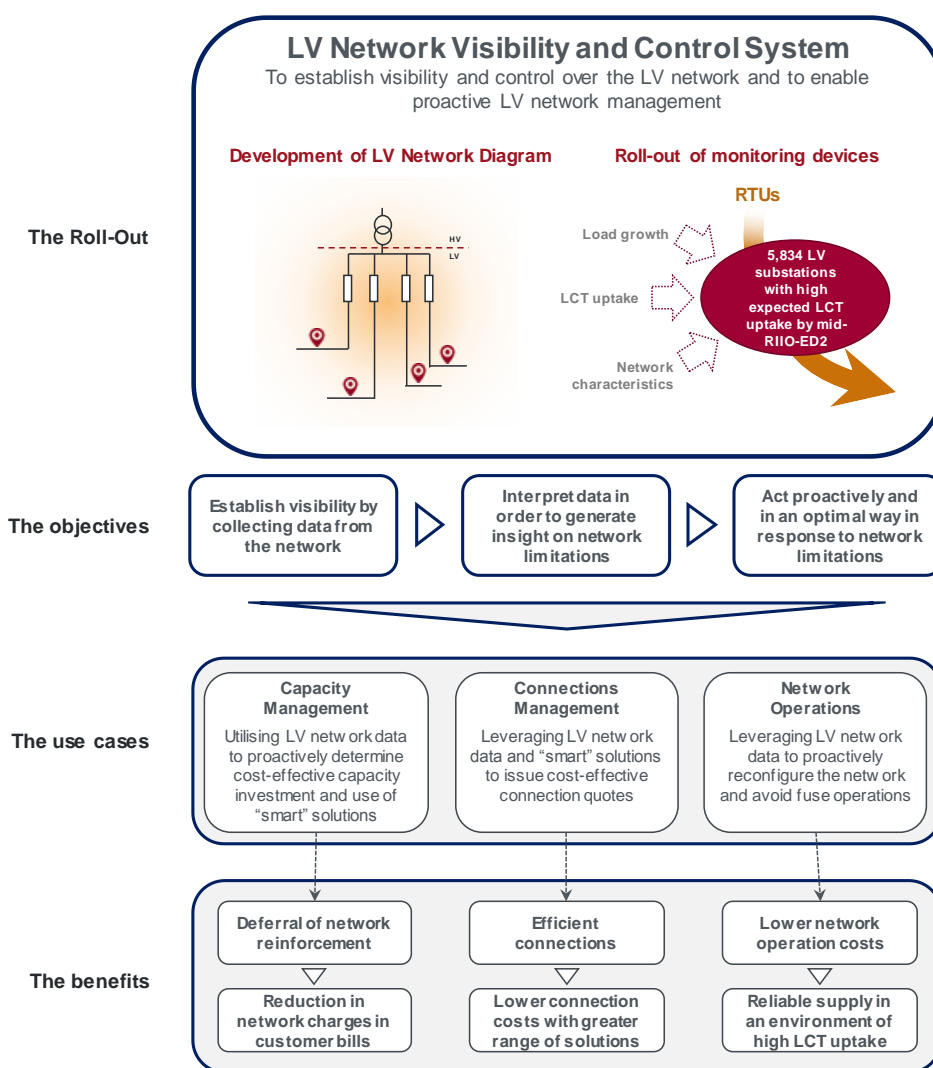 LV Network Visibility and Control System
To establish visibility and control over the LV network and to enable
proactive LV network management
Development of LV Network Diagram
Roll-out of monitoring devices
The Roll-Out
HV
LV
RTUs
Load growth
LCT uptake
Network
characteristics
5,834 LV
substations
with high
expected LCT
uptake by mid-
RIIO-ED2
The objectives
Establish visibility by
collecting data from
the network
Interpret data in
order to generate
insight on network
limitations
Act proactively and
in an optimal way in
response to network
limitations
The use cases
Capacity
Management
Utilising LV network data
to proactively determine
cost-effective capacity
investment and use of
“smart” solutions
Connections
Management
Leveraging LV network
data and “smart” solutions
to issue cost-effective
connection quotes
Network
Operations
Leveraging LV network
data to proactively
reconfigure the network
and avoid fuse operations
The benefits
Deferral of network
reinforcement
Efficient
connections
Lower network
operation costs
Reduction in
network charges in
customer bills
Lower connection
costs with greater
range of solutions
Reliable supply in
an environment of
high LCT uptake